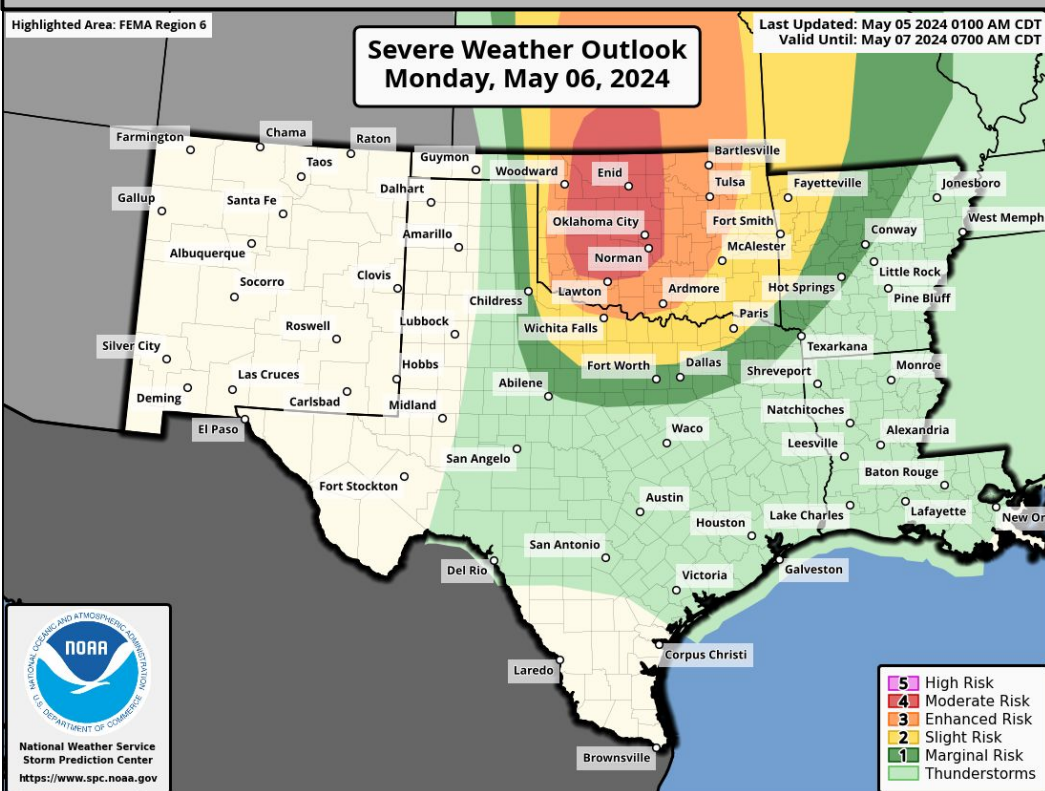 Highlighted Area: FEMA Region 6
Last Updated: May 05 2024 0100 AM CDT
Valid Until: May 07 2024 0700 AM CDT
Severe Weather Outlook
Monday, May 06, 2024
Farmington
Chama
Raton
Taos
Guymon
Woodward
Enid
Bartlesville
Tulsa
Fayetteville
Jonesboro
Gallup
Santa Fe
Dalhart
Oklahoma City
Fort Smith
West Memph
Amarillo
Norman
McAlester
Conway
Albuquerque
Socorro
Clovis
Childress
Lawton
Ardmore
Hot Springs
Little Rock
Pine Bluff
Roswell
Lubbock
Wichita Falls
Paris
Texarkana
Silver City
Las Cruces
Hobbs
Fort Worth
Dallas
Shreveport
Monroe
Deming
Carlsbad
Midland
Abilene
Natchitoches
El Paso
Waco
Leesville
Alexandria
San Angelo
Baton Rouge
Fort Stockton
Austin
Houston
Lake Charles
Lafayette
New Or
San Antonio
Del Rio
Galveston
Victoria
Laredo
Corpus Christi
Brownsville
NATIONAL OCEANIC AND ATMOSPHERIC ADMINISTRATION
NOAA
U.S. DEPARTMENT OF COMMERCE
National Weather Service
Storm Prediction Center
https://www.spc.noaa.gov
5 High Risk
4 Moderate Risk
3 Enhanced Risk
2 Slight Risk
1 Marginal Risk
Thunderstorms